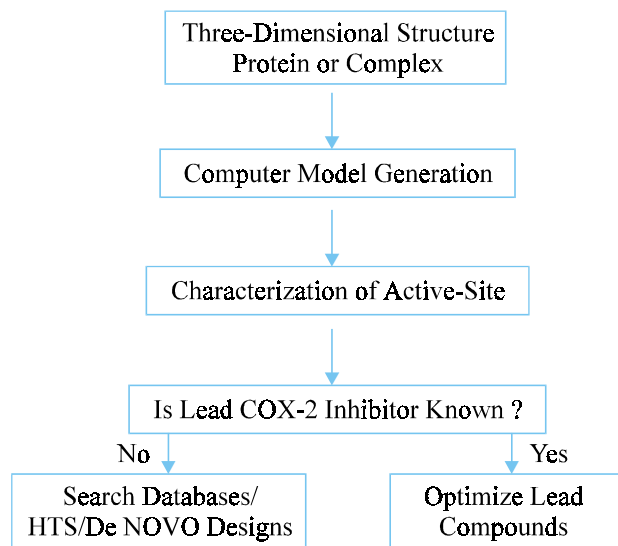 Three-Dimensional Structure
Protein or Complex
Computer Model Generation
Characterization of Active-Site
Is Lead COX-2 Inhibitor Known ?
No
Yes
Search Databases/
HTS/De NOVO Designs
Optimize Lead
Compounds